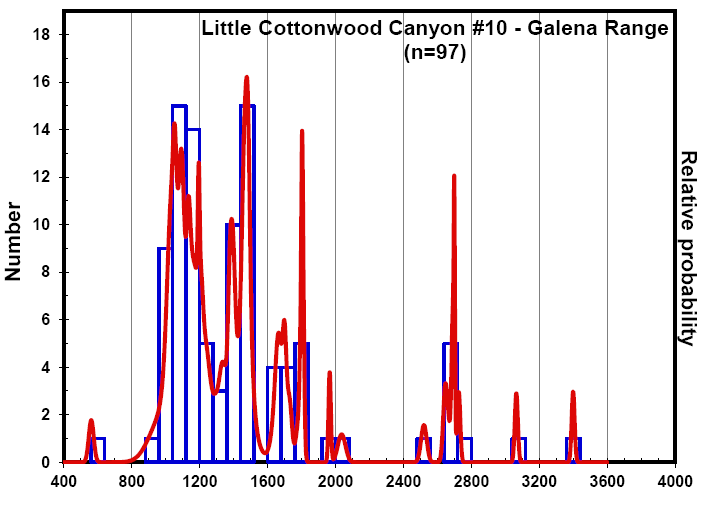 Little Cottonwood Canyon #10 - Galena Range
(n=97)
18
16
14
12
10
8
6
4
2
0
Number
Relative probability
400 800 1200 1600 2000 2400 2800 3200 3600 4000